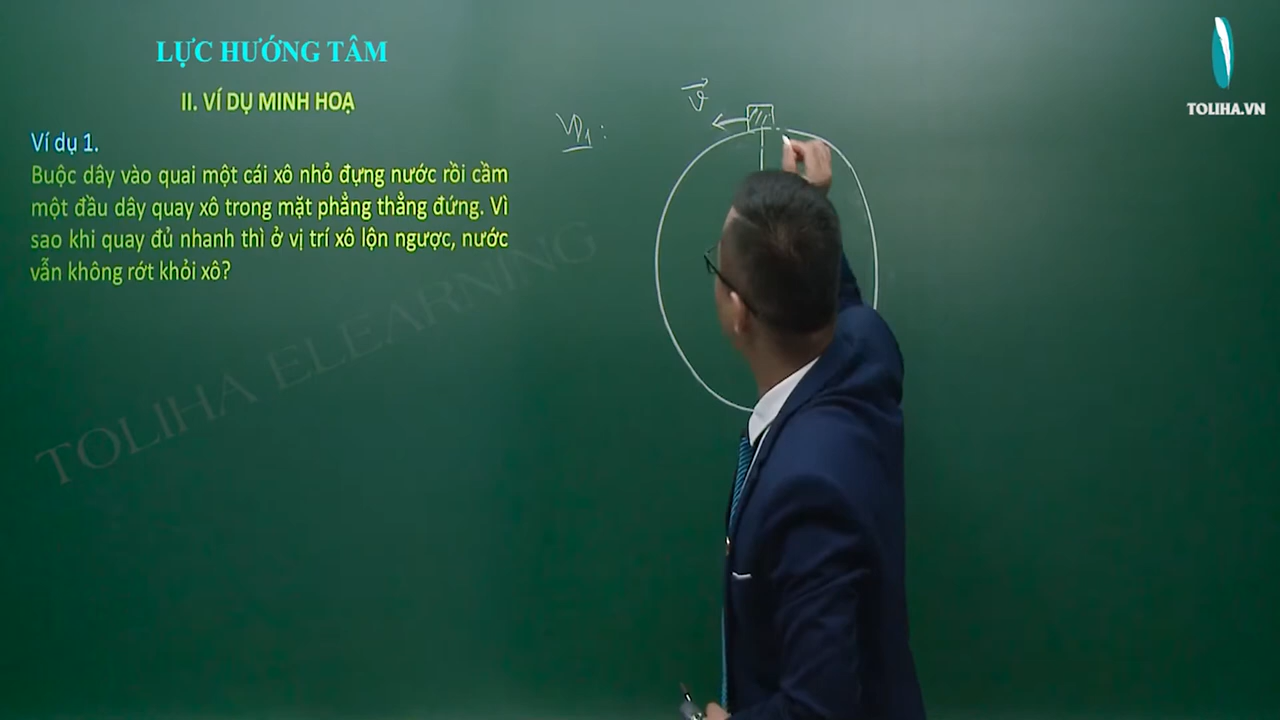 LỰC HƯỚNG TÂM
II. VÍ DỤ MINH HOẠ
Ví dụ 1.
Buộc dây vào quai một cái xô nhỏ đựng nước rồi cầm
một đầu dây quay xô trong mặt phẳng thẳng đứng. Vì
sao khi quay đủ nhanh thì ở vị trí xô lộn ngược, nước
vẫn không rớt khỏi xô?
VD1:
v
TOLIHA.VN
TOLIHA ELEARNING